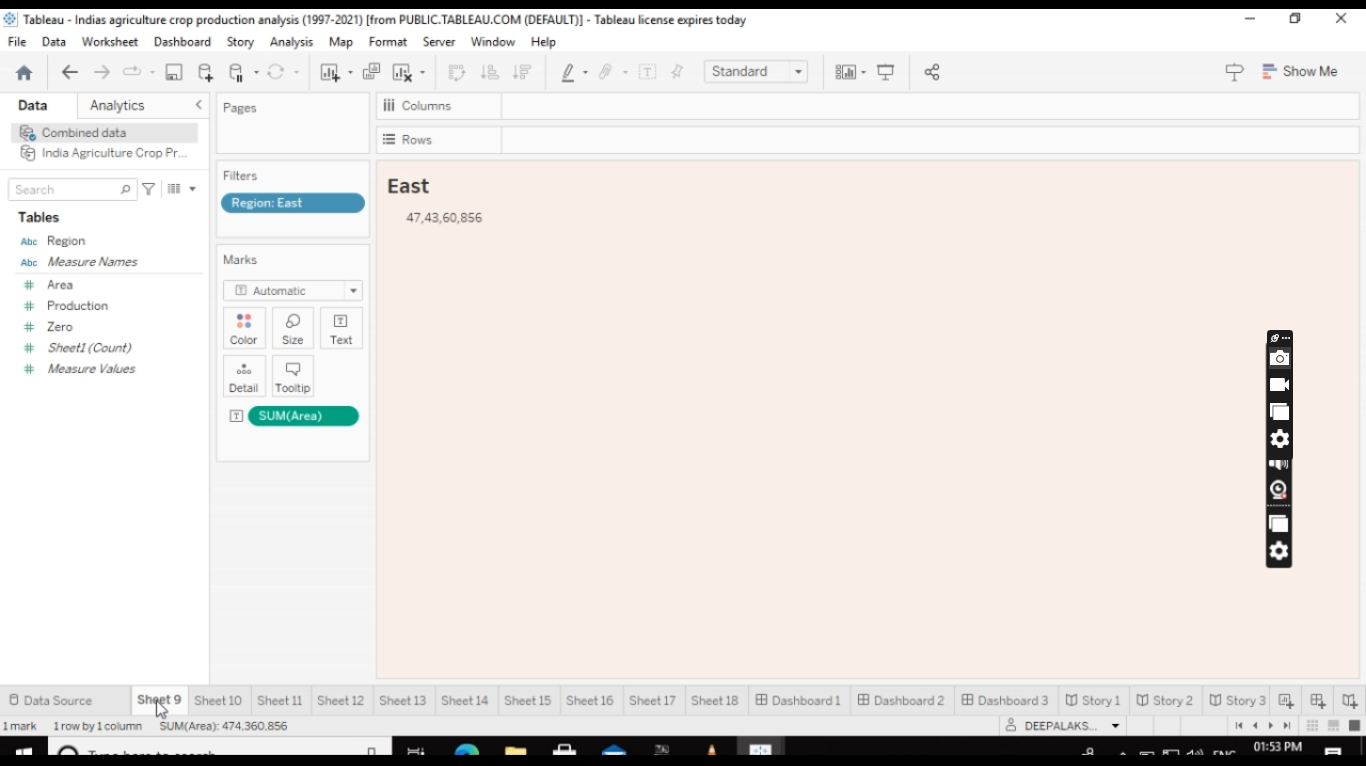 Tableau - Indias agriculture crop production analysis (1997-2021) [from PUBLIC.TABLEAU.COM (DEFAULT)] - Tableau license expires today
File Data Worksheet Dashboard Story Analysis Map Format Server Window Help
Standard
Show Me
Data Analytics
Pages
Columns
Combined data
India Agriculture Crop Pr...
Rows
Filters
Region: East
Search
Tables
Abc Region
Abc Measure Names
Area
Production
Zero
Sheet1 (Count)
Measure Values
Marks
Automatic
Color Size Text
Detail Tooltip
SUM(Area)
East
47,43,60,856
Data Source Sheet 9 Sheet 10 Sheet 11 Sheet 12 Sheet 13 Sheet 14 Sheet 15 Sheet 16 Sheet 17 Sheet 18 Dashboard 1 Dashboard 2 Dashboard 3 Story 1 Story 2 Story 3
1 mark 1 row by 1 column SUM(Area): 474,360,856 DEEPALAKS...
Type here to search ENG 01:53 PM